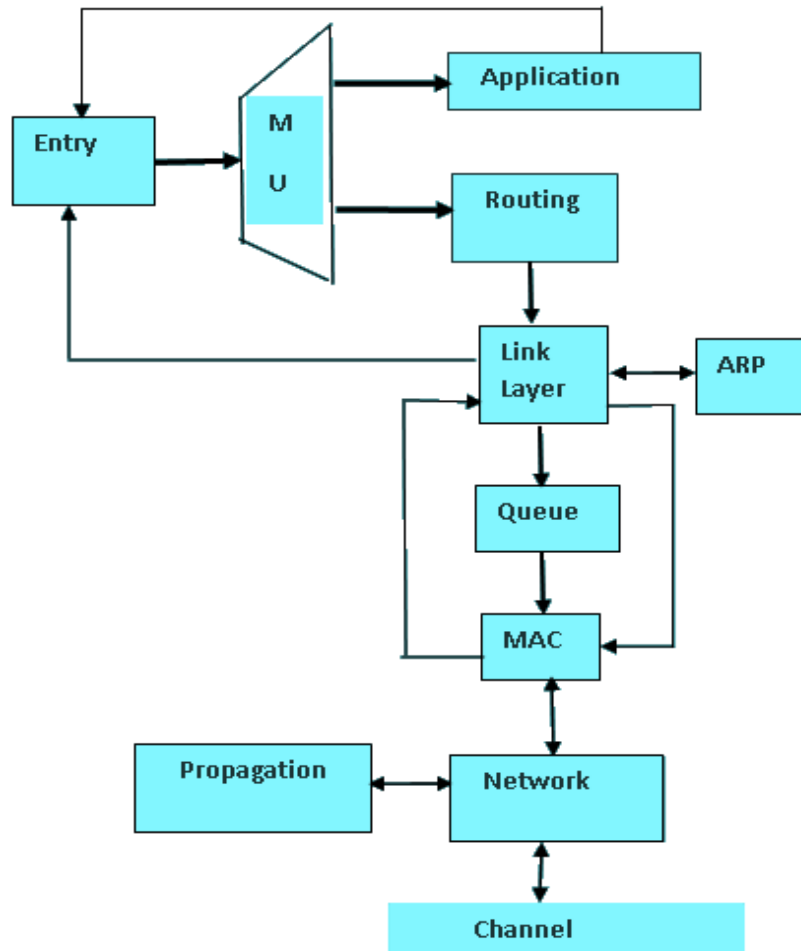 Application
Entry
M
U
Routing
Link
Layer
ARP
Queue
MAC
Propagation
Network
Channel